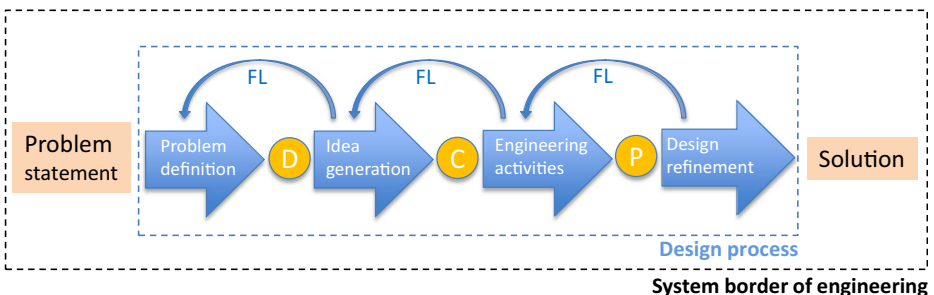 FL
FL
FL
Problem
statement
Problem
definition
D
Idea
generation
C
Engineering
activities
P
Design
refinement
Solution
Design process
System border of engineering